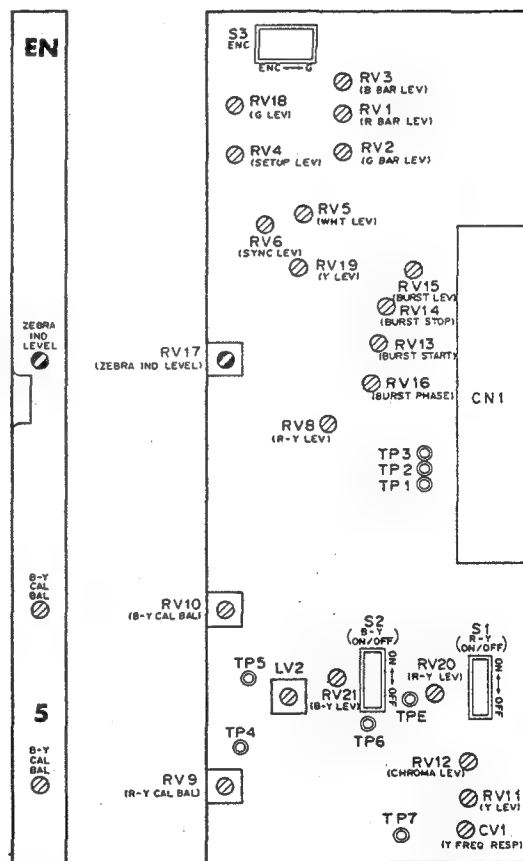 EN
ZEBRA
IND
LEVEL
B-Y
CAL
BAL
5
B-Y
CAL
BAL
S3
ENC
ENC → G
RV3
(B BAR LEV)
RV18
(G LEV)
RV1
(R BAR LEV)
RV4
(SETUP LEV)
RV2
(G BAR LEV)
RV5
(WHT LEV)
RV6
(SYNC LEV)
RV19
(Y LEV)
RV15
(BURST LEV)
RV14
(BURST STOP)
RV17
(ZEBRA IND LEVEL)
RV13
(BURST START)
RV16
(BURST PHASE)
CN1
RV8
(R-Y LEV)
TP3
TP2
TP1
RV10
(B-Y CAL BAL)
S2
(B-Y
ON/OFF)
ON ↔ OFF
S1
(R-Y
ON/OFF)
ON ↔ OFF
TP5
LV2
RV21
(B-Y LEV)
RV20
(R-Y LEV)
TPE
TP6
TP4
RV12
(CHROMA LEV)
RV9
(R-Y CAL BAL)
RV11
(Y LEV)
TP7
CV1
(Y FREQ RESP)